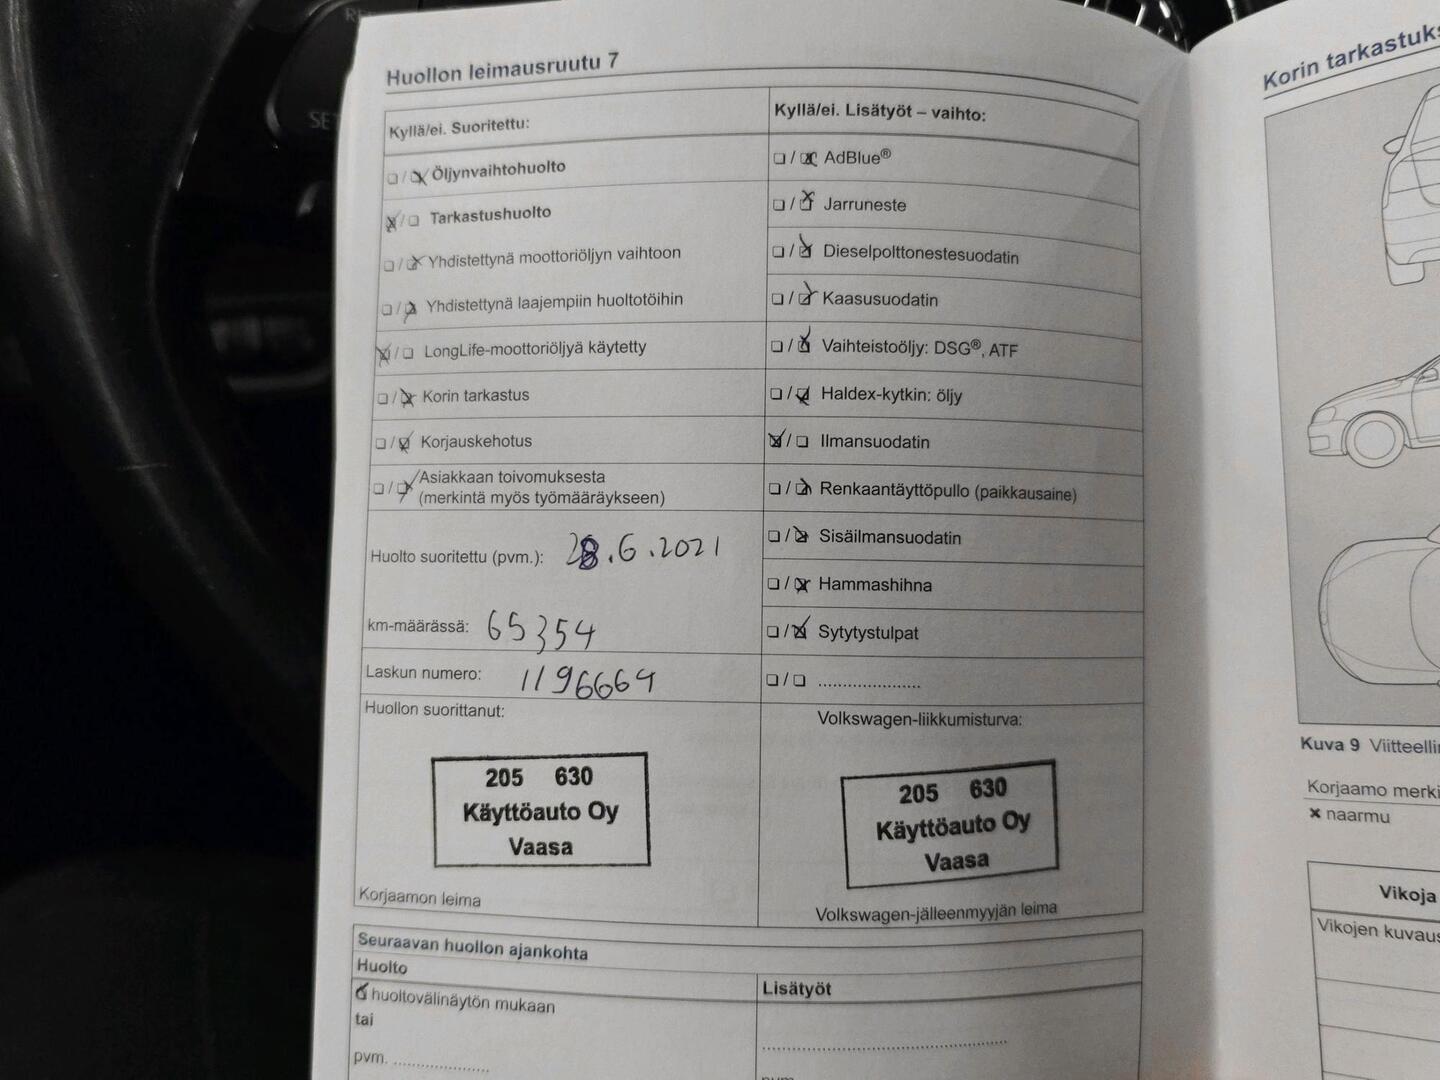 Huollon leimausruutu 7
Kyllä/ei. Suoritettu:
Öljynvaihtohuolto
Tarkastushuolto
Yhdistettynä moottoriöljyn vaihtoon
Yhdistettynä laajempiin huoltotöihin
LongLife-moottoriöljyä käytetty
Korin tarkastus
Korjauskehotus
Asiakkaan toivomuksesta
(merkintä myös työmääräykseen)
Huolto suoritettu (pvm.): 28.6.2021
km-määrässä: 65354
Laskun numero: 1196664
Huollon suorittanut:
205 630
Käyttöauto Oy
Vaasa
Korjaamon leima
Kyllä/ei. Lisätyöt – vaihto:
AdBlue®
Jarruneste
Dieselpolttonestesuodatin
Kaasusuodatin
Vaihteistoöljy: DSG®, ATF
Haldex-kytkin: öljy
Ilmansuodatin
Renkaantäyttöpullo (paikkausaine)
Sisäilmansuodatin
Hammashihna
Sytytystulpat
....................
Volkswagen-liikkumisturva:
205 630
Käyttöauto Oy
Vaasa
Volkswagen-jälleenmyyjän leima
Seuraavan huollon ajankohta
Huolto
huoltovälinäytön mukaan
tai
pvm. ..................
Lisätyöt
Korin tarkastuks
Kuva 9 Viitteelli
Korjaamo merki
× naarmu
Vikoja
Vikojen kuvaus
SET